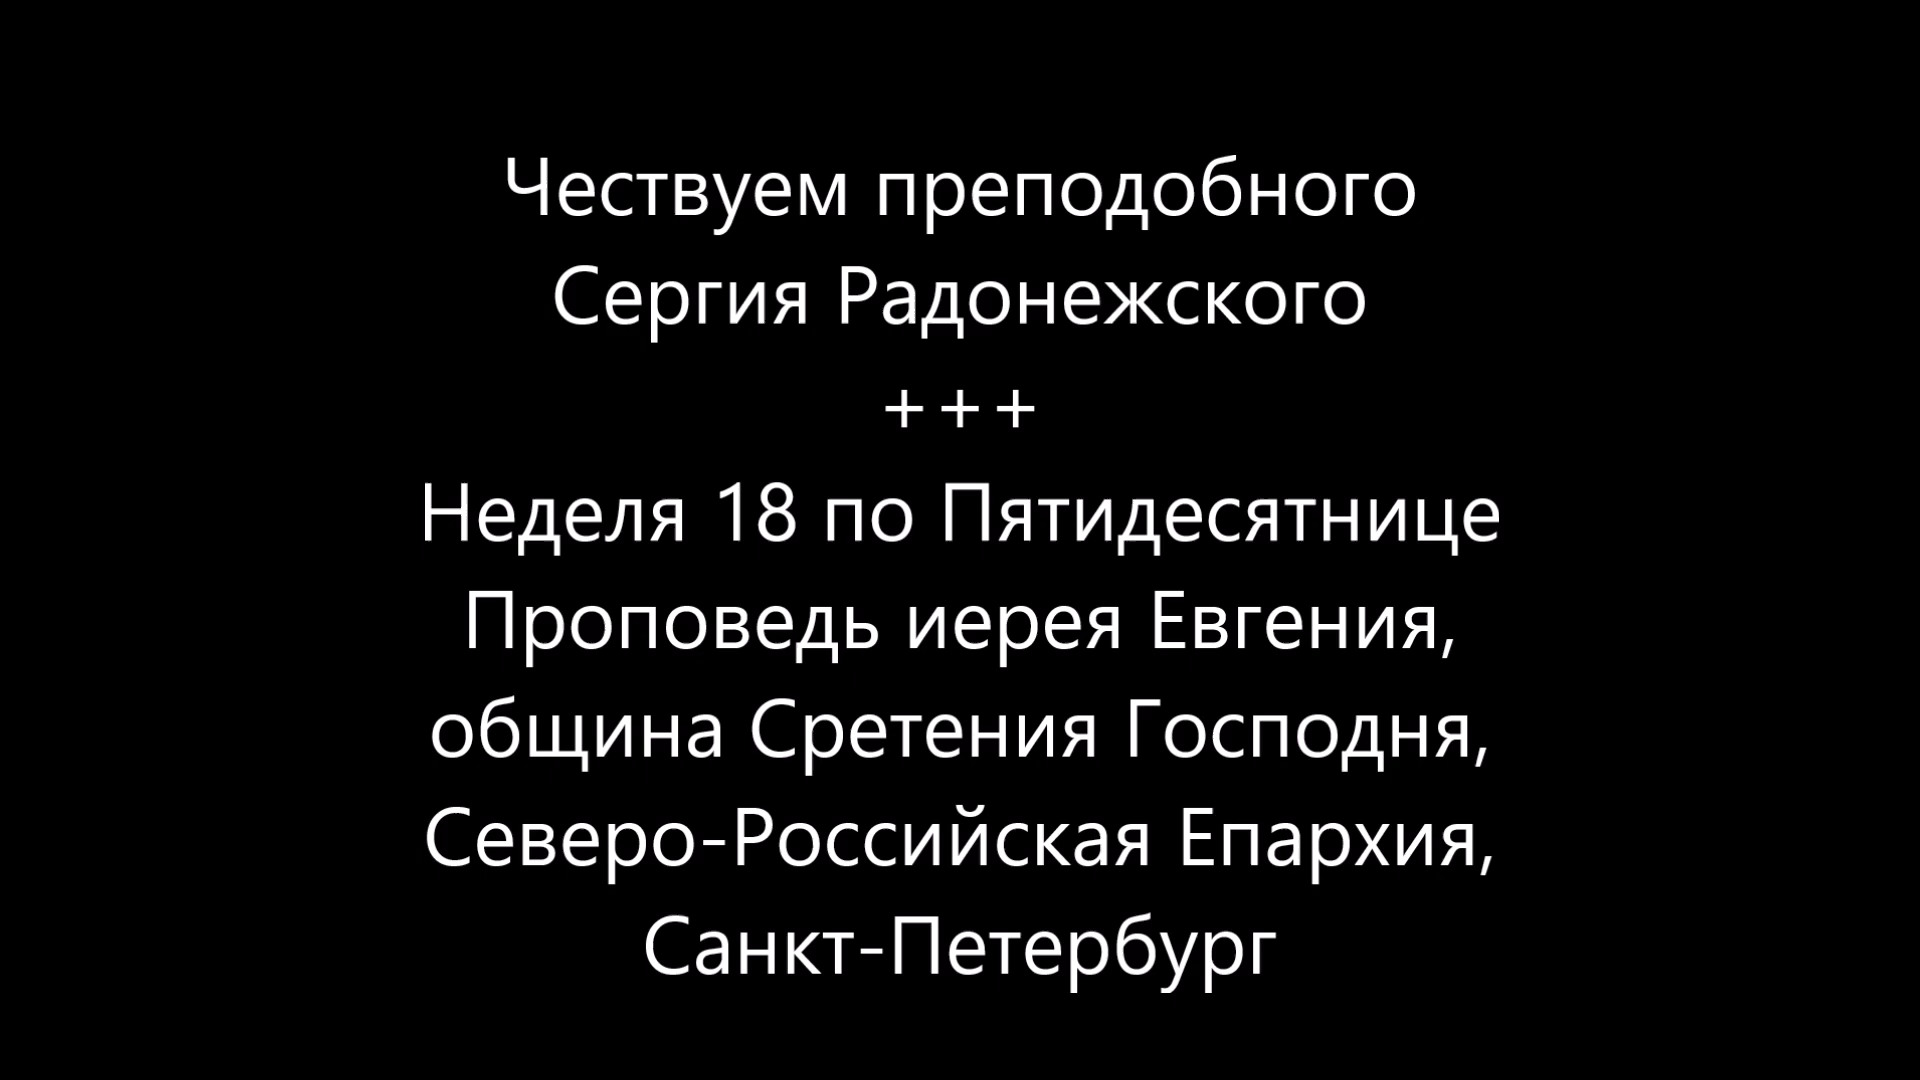 Чествуем преподобного
Сергия Радонежского
+++
Неделя 18 по Пятидесятнице
Проповедь иерея Евгения,
община Сретения Господня,
Северо-Российская Епархия,
Санкт-Петербург